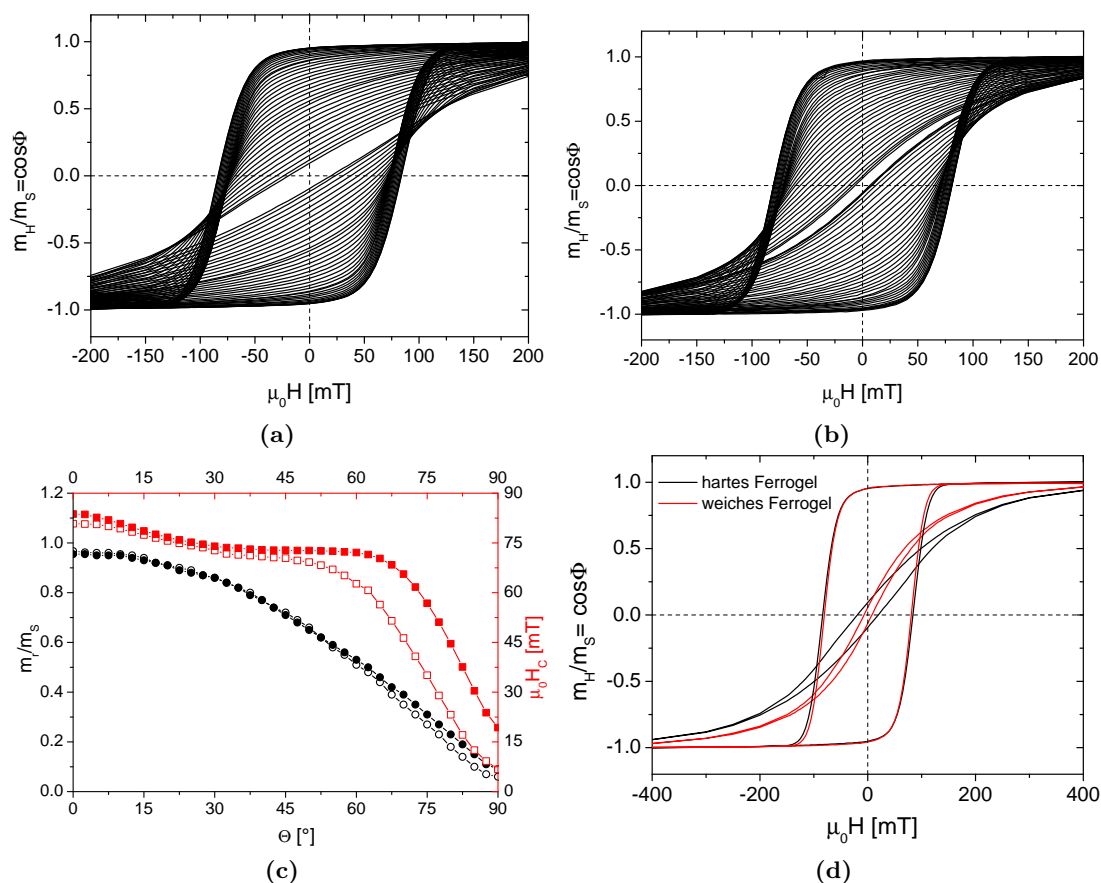 1.0
0.5
0.0
-0.5
-1.0
m_H/m_S=cosΦ
-200 -150 -100 -50 0 50 100 150 200
μ₀H [mT]
(a)
1.0
0.5
0.0
-0.5
-1.0
m_H/m_S=cosΦ
-200 -150 -100 -50 0 50 100 150 200
μ₀H [mT]
(b)
0 15 30 45 60 75 90
1.2
1.0
0.8
0.6
0.4
0.2
0.0
m_r/m_s
90
75
60
45
30
15
0
μ₀H_C [mT]
0 15 30 45 60 75 90
Θ [°]
(c)
hartes Ferrogel
weiches Ferrogel
1.0
0.5
0.0
-0.5
-1.0
m_H/m_S= cosΦ
-400 -200 0 200 400
μ₀H [mT]
(d)